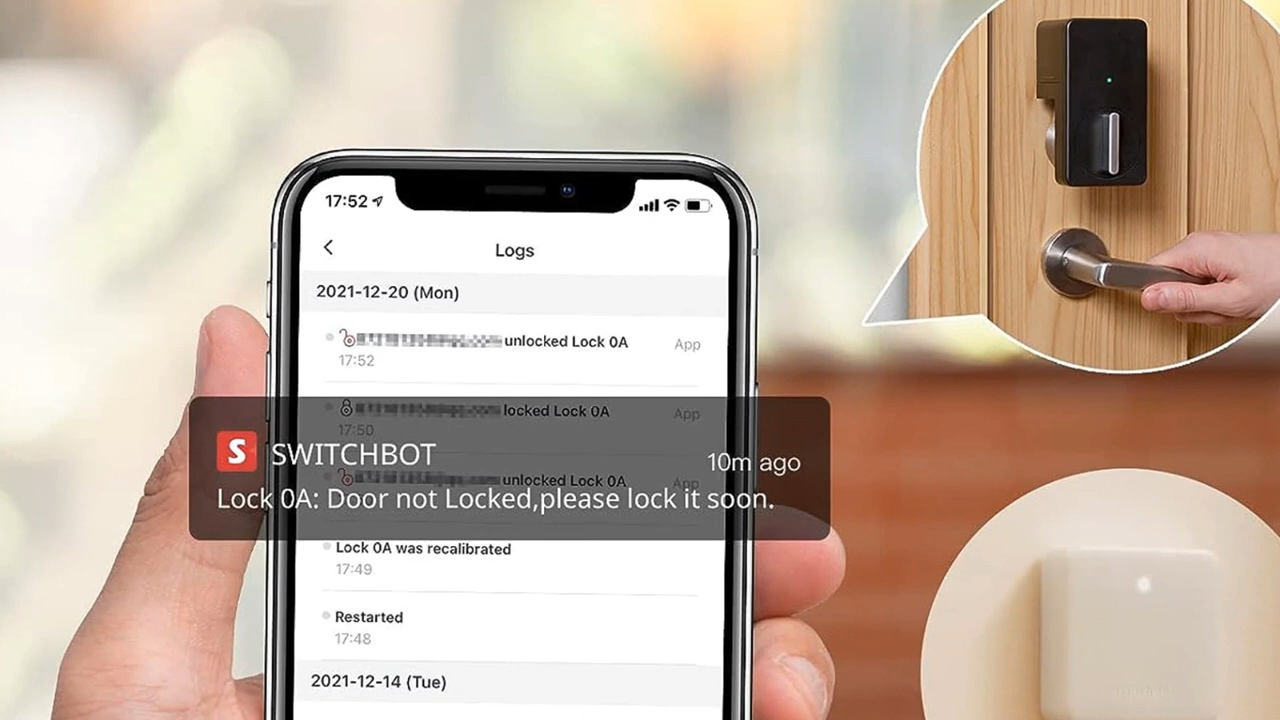 17:52
Logs
2021-12-20 (Mon)
unlocked Lock 0A
App
17:52
locked Lock 0A
App
17:50
S SWITCHBOT
10m ago
unlocked Lock 0A
App
Lock 0A: Door not Locked,please lock it soon.
Lock 0A was recalibrated
17:49
Restarted
17:48
2021-12-14 (Tue)